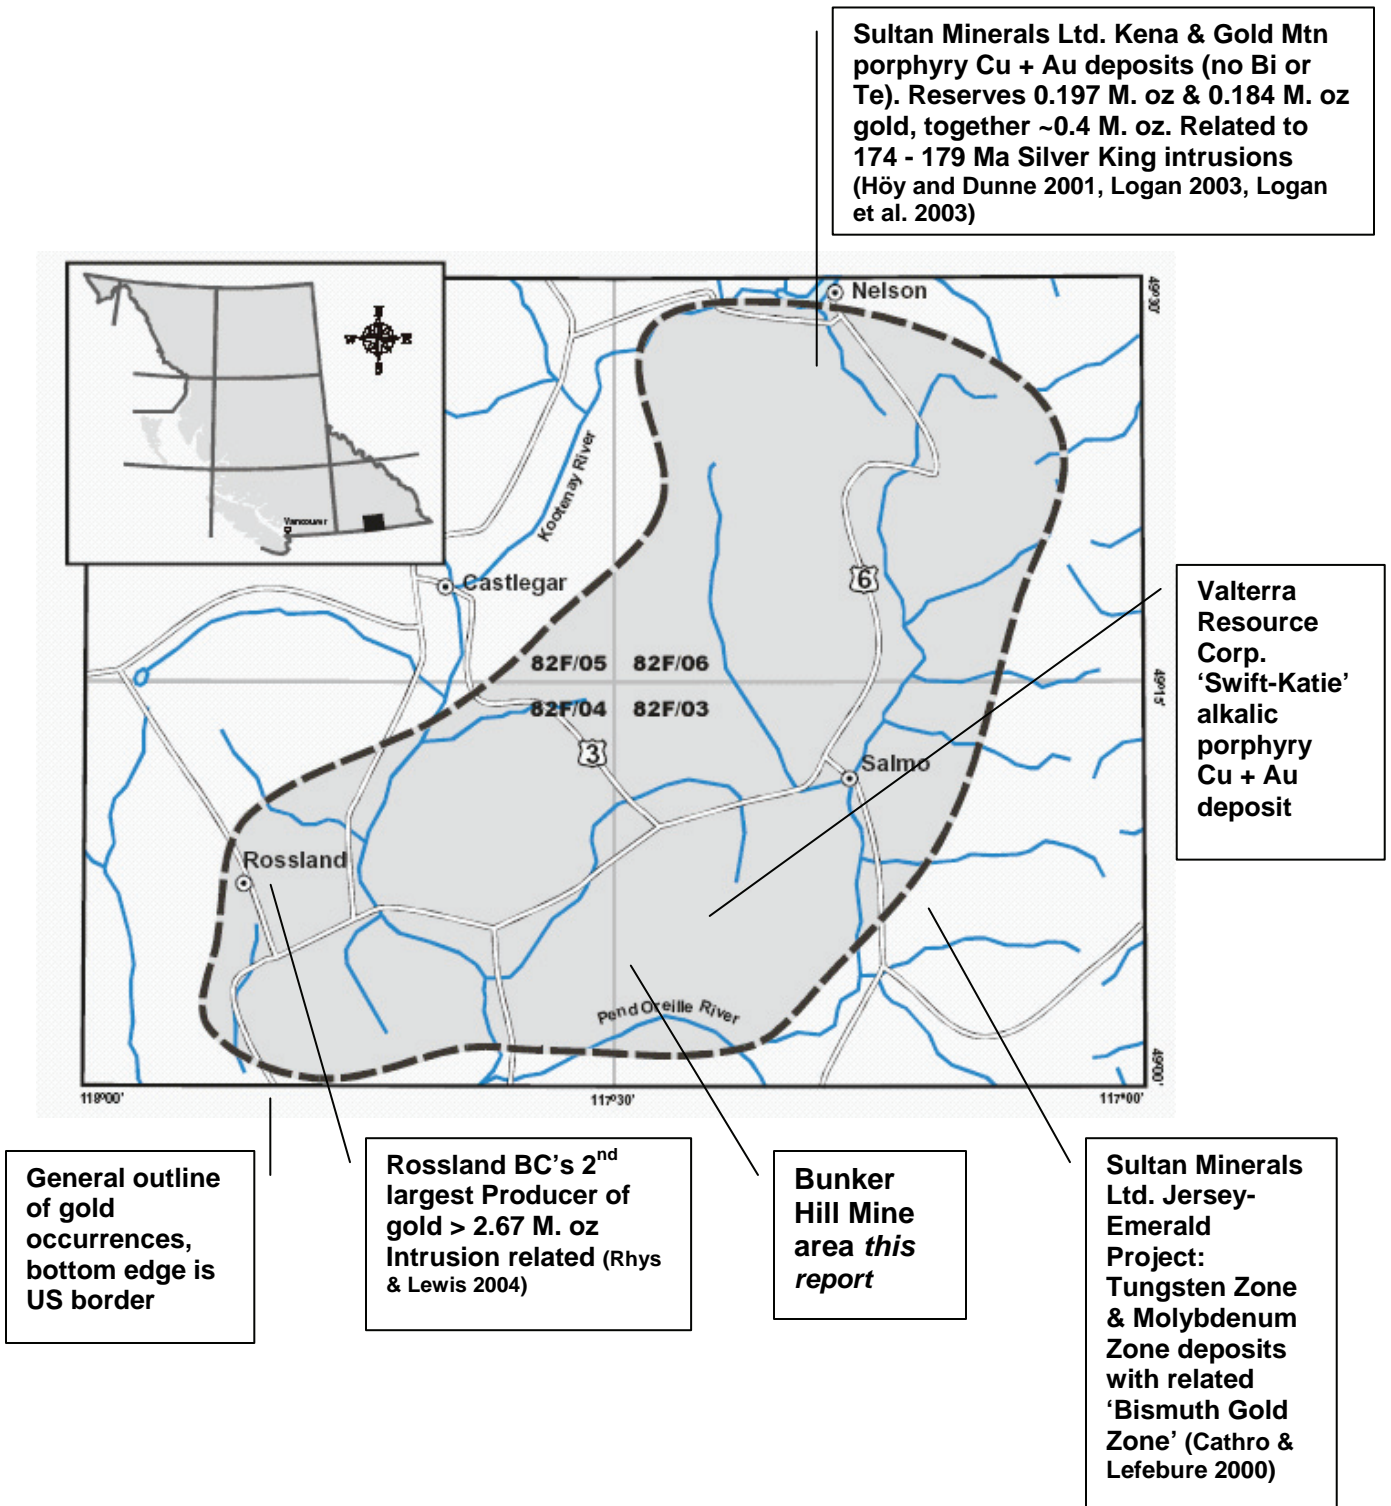 Sultan Minerals Ltd. Kena & Gold Mtn
porphyry Cu + Au deposits (no Bi or
Te). Reserves 0.197 M. oz & 0.184 M. oz
gold, together ~0.4 M. oz. Related to
174 - 179 Ma Silver King intrusions
(Höy and Dunne 2001, Logan 2003, Logan
et al. 2003)
N
W E
S
Vancouver
Nelson
49°30'
Kootenay River
Castlegar
6
82F/05 82F/06
82F/04 82F/03
49°15'
3
Salmo
Rossland
Pend Oreille River
49°00'
118°00'
117°30'
117°00'
Valterra
Resource
Corp.
‘Swift-Katie’
alkalic
porphyry
Cu + Au
deposit
General outline
of gold
occurrences,
bottom edge is
US border
Rossland BC’s 2nd
largest Producer of
gold > 2.67 M. oz
Intrusion related (Rhys
& Lewis 2004)
Bunker
Hill Mine
area this
report
Sultan Minerals
Ltd. Jersey-
Emerald
Project:
Tungsten Zone
& Molybdenum
Zone deposits
with related
‘Bismuth Gold
Zone’ (Cathro &
Lefebure 2000)